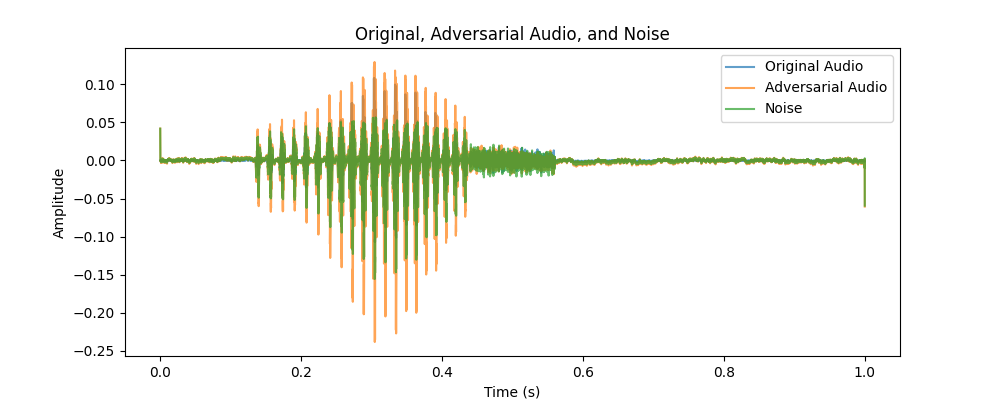 Original, Adversarial Audio, and Noise
Original Audio
Adversarial Audio
Noise
Amplitude
0.10
0.05
0.00
−0.05
−0.10
−0.15
−0.20
−0.25
0.0
0.2
0.4
0.6
0.8
1.0
Time (s)